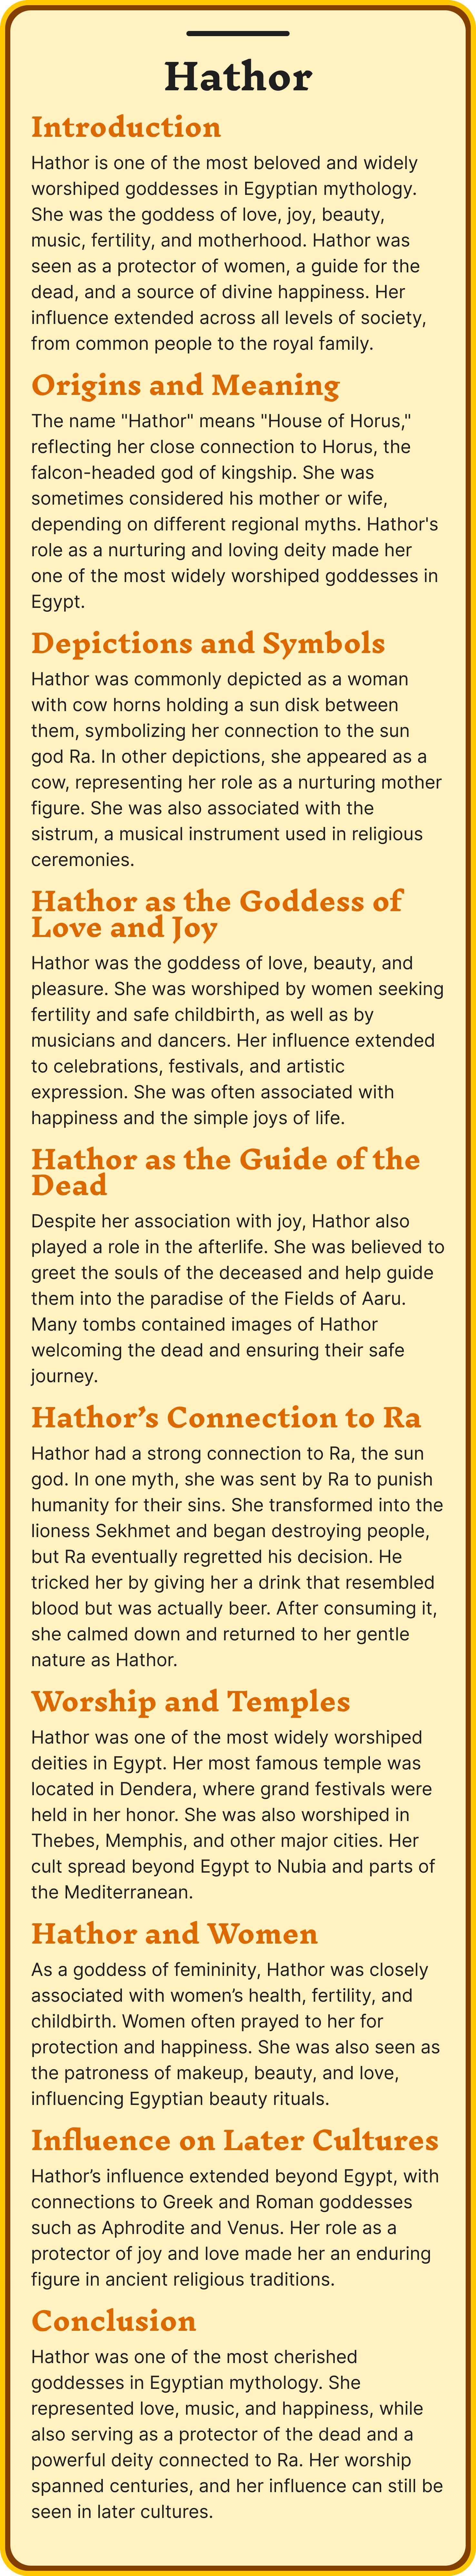 Hathor
Introduction
Hathor is one of the most beloved and widely
worshiped goddesses in Egyptian mythology.
She was the goddess of love, joy, beauty,
music, fertility, and motherhood. Hathor was
seen as a protector of women, a guide for the
dead, and a source of divine happiness. Her
influence extended across all levels of society,
from common people to the royal family.
Origins and Meaning
The name "Hathor" means "House of Horus,"
reflecting her close connection to Horus, the
falcon-headed god of kingship. She was
sometimes considered his mother or wife,
depending on different regional myths. Hathor's
role as a nurturing and loving deity made her
one of the most widely worshiped goddesses in
Egypt.
Depictions and Symbols
Hathor was commonly depicted as a woman
with cow horns holding a sun disk between
them, symbolizing her connection to the sun
god Ra. In other depictions, she appeared as a
cow, representing her role as a nurturing mother
figure. She was also associated with the
sistrum, a musical instrument used in religious
ceremonies.
Hathor as the Goddess of
Love and Joy
Hathor was the goddess of love, beauty, and
pleasure. She was worshiped by women seeking
fertility and safe childbirth, as well as by
musicians and dancers. Her influence extended
to celebrations, festivals, and artistic
expression. She was often associated with
happiness and the simple joys of life.
Hathor as the Guide of the
Dead
Despite her association with joy, Hathor also
played a role in the afterlife. She was believed to
greet the souls of the deceased and help guide
them into the paradise of the Fields of Aaru.
Many tombs contained images of Hathor
welcoming the dead and ensuring their safe
journey.
Hathor’s Connection to Ra
Hathor had a strong connection to Ra, the sun
god. In one myth, she was sent by Ra to punish
humanity for their sins. She transformed into the
lioness Sekhmet and began destroying people,
but Ra eventually regretted his decision. He
tricked her by giving her a drink that resembled
blood but was actually beer. After consuming it,
she calmed down and returned to her gentle
nature as Hathor.
Worship and Temples
Hathor was one of the most widely worshiped
deities in Egypt. Her most famous temple was
located in Dendera, where grand festivals were
held in her honor. She was also worshiped in
Thebes, Memphis, and other major cities. Her
cult spread beyond Egypt to Nubia and parts of
the Mediterranean.
Hathor and Women
As a goddess of femininity, Hathor was closely
associated with women’s health, fertility, and
childbirth. Women often prayed to her for
protection and happiness. She was also seen as
the patroness of makeup, beauty, and love,
influencing Egyptian beauty rituals.
Influence on Later Cultures
Hathor’s influence extended beyond Egypt, with
connections to Greek and Roman goddesses
such as Aphrodite and Venus. Her role as a
protector of joy and love made her an enduring
figure in ancient religious traditions.
Conclusion
Hathor was one of the most cherished
goddesses in Egyptian mythology. She
represented love, music, and happiness, while
also serving as a protector of the dead and a
powerful deity connected to Ra. Her worship
spanned centuries, and her influence can still be
seen in later cultures.